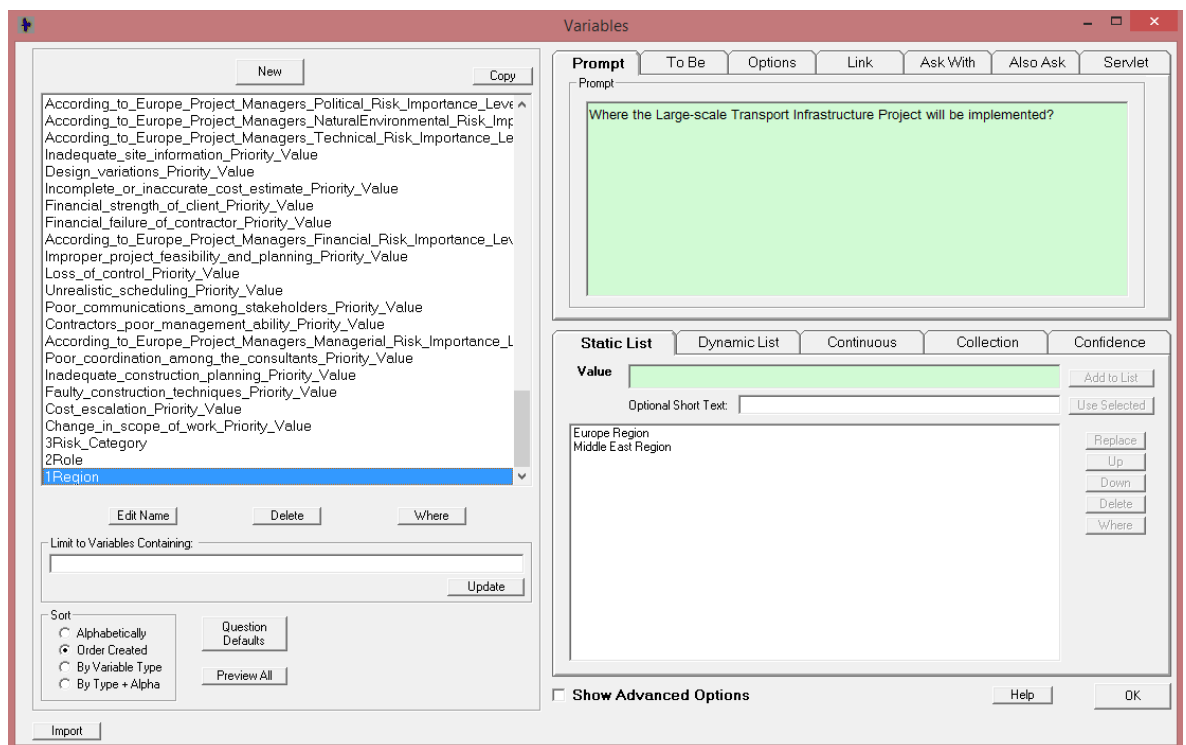 Variables
New
Copy
According_to_Europe_Project_Managers_Political_Risk_Importance_Leve
According_to_Europe_Project_Managers_NaturalEnvironmental_Risk_Imp
According_to_Europe_Project_Managers_Technical_Risk_Importance_Le
Inadequate_site_information_Priority_Value
Design_variations_Priority_Value
Incomplete_or_inaccurate_cost_estimate_Priority_Value
Financial_strength_of_client_Priority_Value
Financial_failure_of_contractor_Priority_Value
According_to_Europe_Project_Managers_Financial_Risk_Importance_Lev
Improper_project_feasibility_and_planning_Priority_Value
Loss_of_control_Priority_Value
Unrealistic_scheduling_Priority_Value
Poor_communications_among_stakeholders_Priority_Value
Contractors_poor_management_ability_Priority_Value
According_to_Europe_Project_Managers_Managerial_Risk_Importance_L
Poor_coordination_among_the_consultants_Priority_Value
Inadequate_construction_planning_Priority_Value
Faulty_construction_techniques_Priority_Value
Cost_escalation_Priority_Value
Change_in_scope_of_work_Priority_Value
3Risk_Category
2Role
1Region
Edit Name
Delete
Where
Limit to Variables Containing:
Update
Sort
Alphabetically
Order Created
By Variable Type
By Type + Alpha
Question
Defaults
Preview All
Import
Prompt
To Be
Options
Link
Ask With
Also Ask
Servlet
Prompt
Where the Large-scale Transport Infrastructure Project will be implemented?
Static List
Dynamic List
Continuous
Collection
Confidence
Value
Add to List
Optional Short Text:
Use Selected
Europe Region
Middle East Region
Replace
Up
Down
Delete
Where
Show Advanced Options
Help
OK